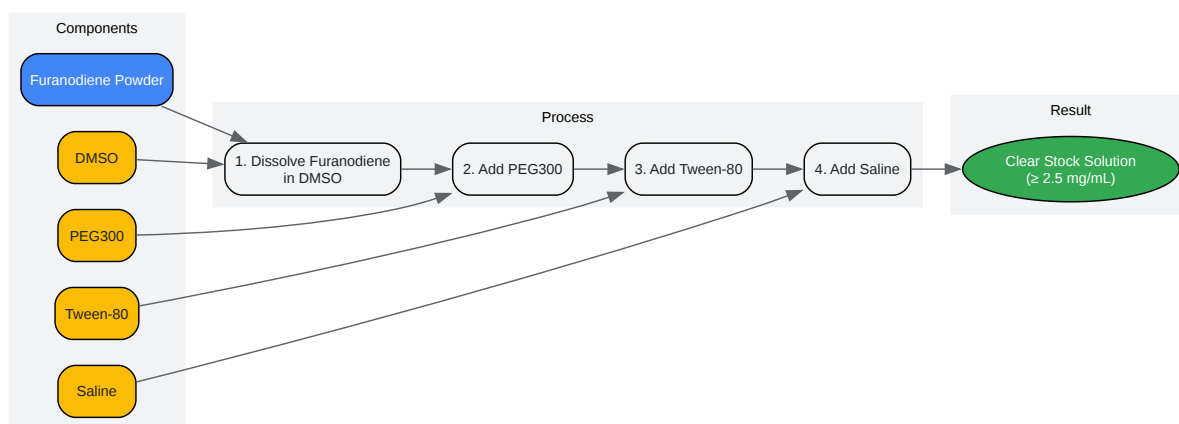 Components
Furanodiene Powder
DMSO
PEG300
Tween-80
Saline
Process
1. Dissolve Furanodiene
in DMSO
2. Add PEG300
3. Add Tween-80
4. Add Saline
Result
Clear Stock Solution
(≥ 2.5 mg/mL)